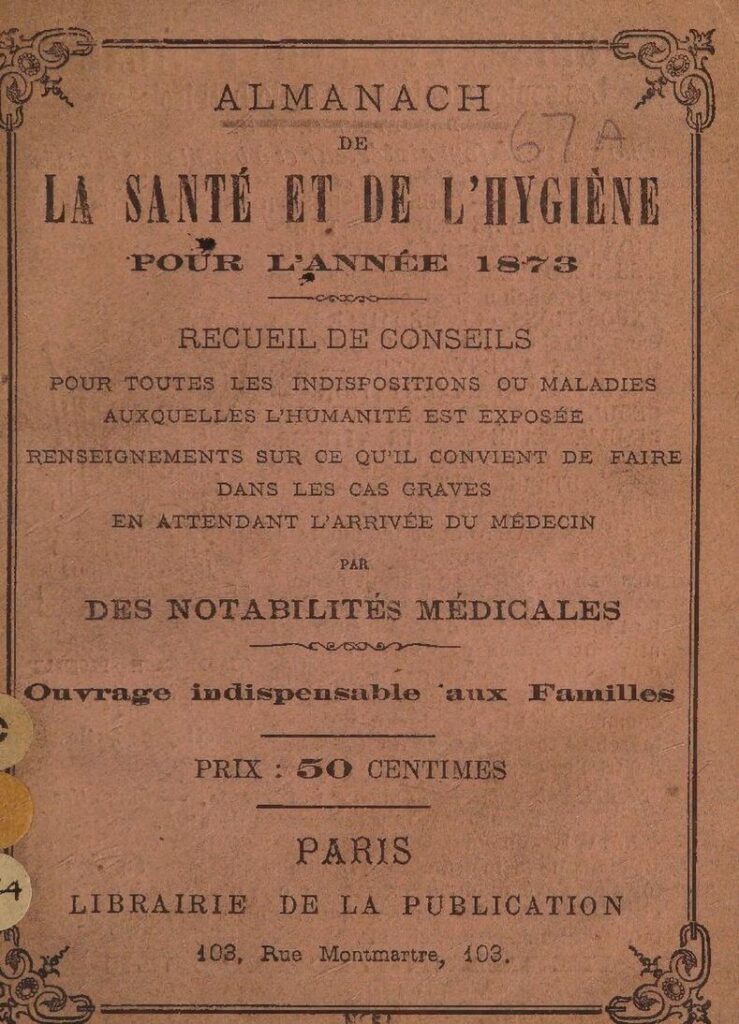 ALMANACH
67A
DE
LA SANTÉ ET DE L'HYGIÈNE
POUR L'ANNÉE 1873
RECUEIL DE CONSEILS
POUR TOUTES LES INDISPOSITIONS OU MALADIES
AUXQUELLES L'HUMANITÉ EST EXPOSÉE
RENSEIGNEMENTS SUR CE QU'IL CONVIENT DE FAIRE
DANS LES CAS GRAVES
EN ATTENDANT L'ARRIVÉE DU MÉDECIN
PAR
DES NOTABILITÉS MÉDICALES
Ouvrage indispensable aux Familles
PRIX : 50 CENTIMES
PARIS
LIBRAIRIE DE LA PUBLICATION
103, Rue Montmartre, 103.